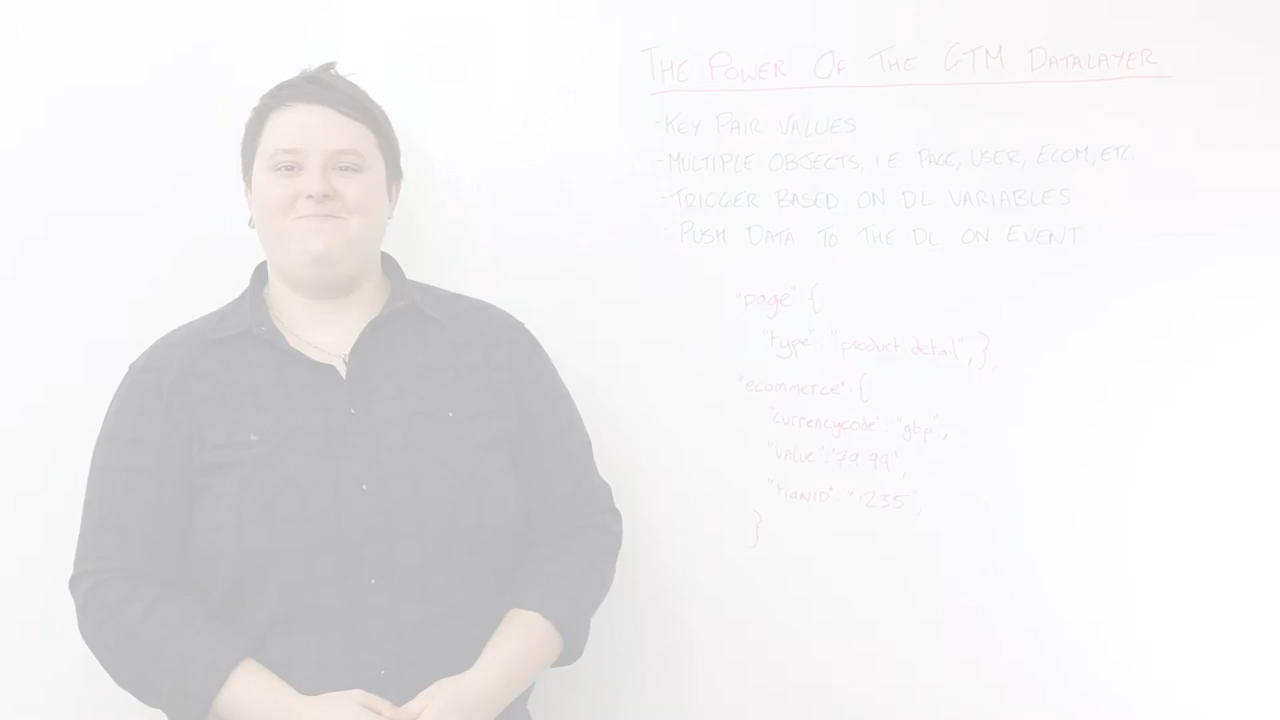 THE POWER OF THE GTM DATALAYER
-KEY PAIR VALUES
-MULTIPLE OBJECTS, I.E PAGE, USER, ECOM, ETC.
-TRIGGER BASED ON DL VARIABLES
-PUSH DATA TO THE DL ON EVENT
"page" {
"type": "product detail", },
"ecommerce": {
"currencycode": "gbp",
"value": "79.99",
"tranID": "1235",
}